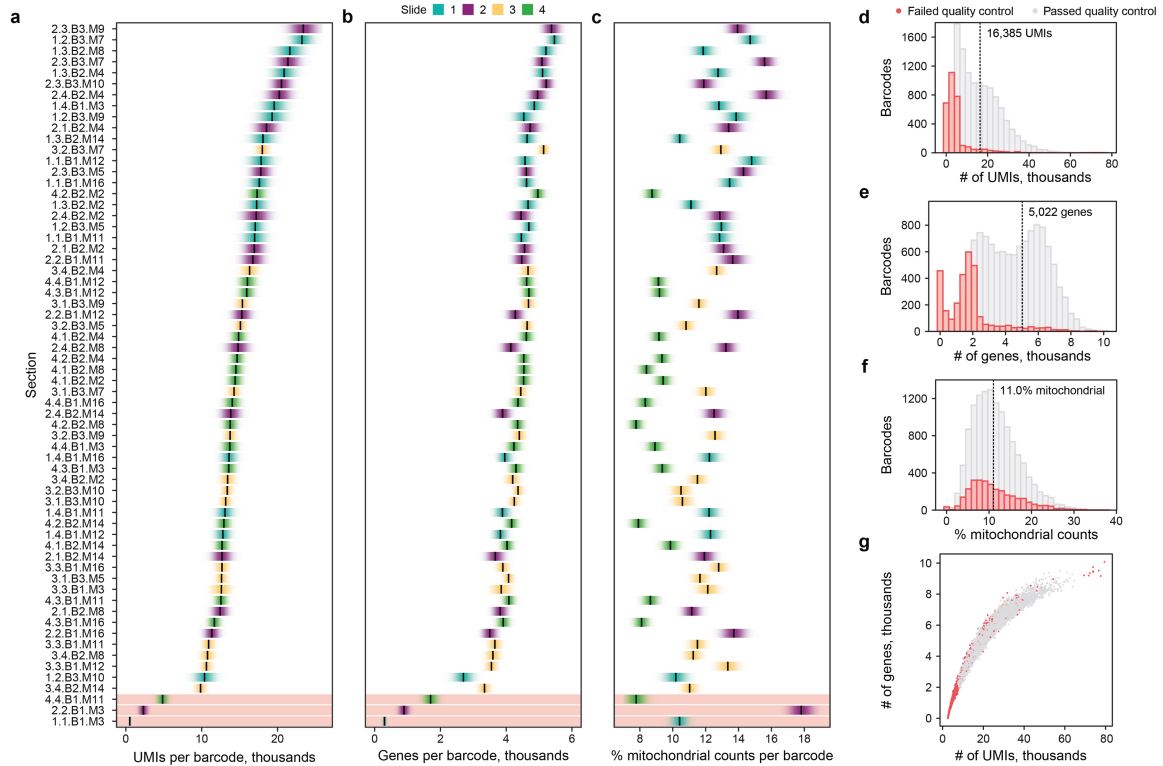 a
b
Slide 1 2 3 4
c
d
Failed quality control Passed quality control
Section
2.3.B3.M9
1.2.B3.M7
1.3.B2.M8
2.3.B3.M7
1.3.B2.M4
2.3.B3.M10
2.4.B2.M4
1.4.B1.M3
1.2.B3.M9
2.1.B2.M4
1.3.B2.M14
3.2.B3.M7
1.1.B1.M12
2.3.B3.M5
1.1.B1.M16
4.2.B2.M2
1.3.B2.M2
2.4.B2.M2
1.2.B3.M5
1.1.B1.M11
2.1.B2.M2
2.2.B1.M11
3.4.B2.M4
4.4.B1.M12
4.3.B1.M12
3.1.B3.M9
2.2.B1.M12
3.2.B3.M5
4.1.B2.M4
2.4.B2.M8
4.2.B2.M4
4.1.B2.M8
4.1.B2.M2
3.1.B3.M7
4.4.B1.M16
2.4.B2.M14
4.2.B2.M8
3.2.B3.M9
4.4.B1.M3
1.4.B1.M16
4.3.B1.M3
3.4.B2.M2
3.2.B3.M10
3.1.B3.M10
1.4.B1.M11
4.2.B2.M14
1.4.B1.M12
4.1.B2.M14
2.1.B2.M14
3.3.B1.M16
3.1.B3.M5
3.3.B1.M3
4.3.B1.M11
2.1.B2.M8
4.3.B1.M16
2.2.B1.M16
3.3.B1.M11
3.4.B2.M8
3.3.B1.M12
1.2.B3.M10
3.4.B2.M14
4.4.B1.M11
2.2.B1.M3
1.1.B1.M3
0 10 20
UMIs per barcode, thousands
0 2 4 6
Genes per barcode, thousands
8 10 12 14 16 18
% mitochondrial counts per barcode
16,385 UMIs
Barcodes
1600
1200
800
400
0
0 20 40 60 80
# of UMIs, thousands
e
5,022 genes
Barcodes
800
600
400
200
0
0 2 4 6 8 10
# of genes, thousands
f
11.0% mitochondrial
Barcodes
1200
800
400
0
0 10 20 30 40
% mitochondrial counts
g
# of genes, thousands
10
8
6
4
2
0
0 20 40 60 80
# of UMIs, thousands